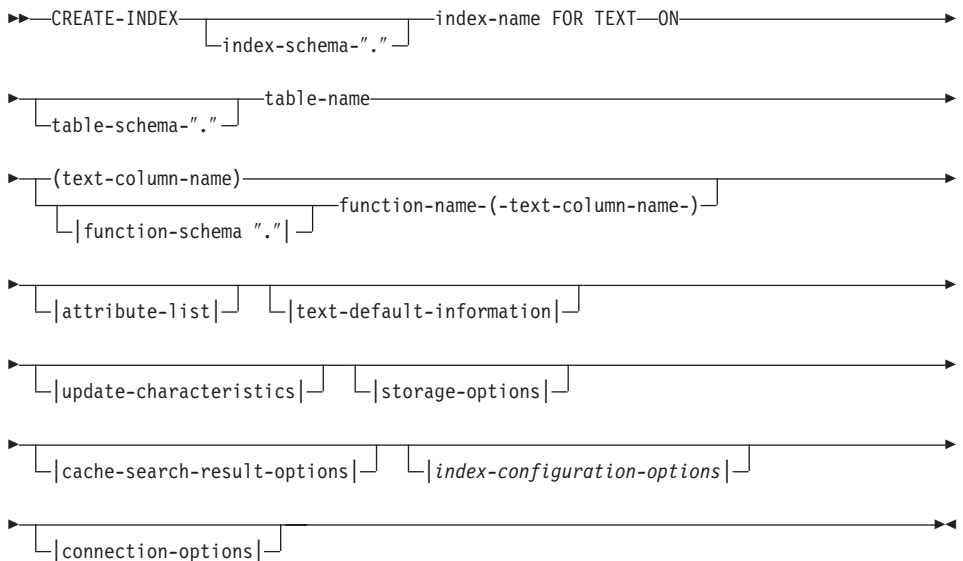 CREATE-INDEX index-name FOR TEXT ON
index-schema-"."
table-name
table-schema-"."
(text-column-name)
function-name-(-text-column-name-)
|function-schema "."|
|attribute-list| |text-default-information|
|update-characteristics| |storage-options|
|cache-search-result-options| |index-configuration-options|
|connection-options|